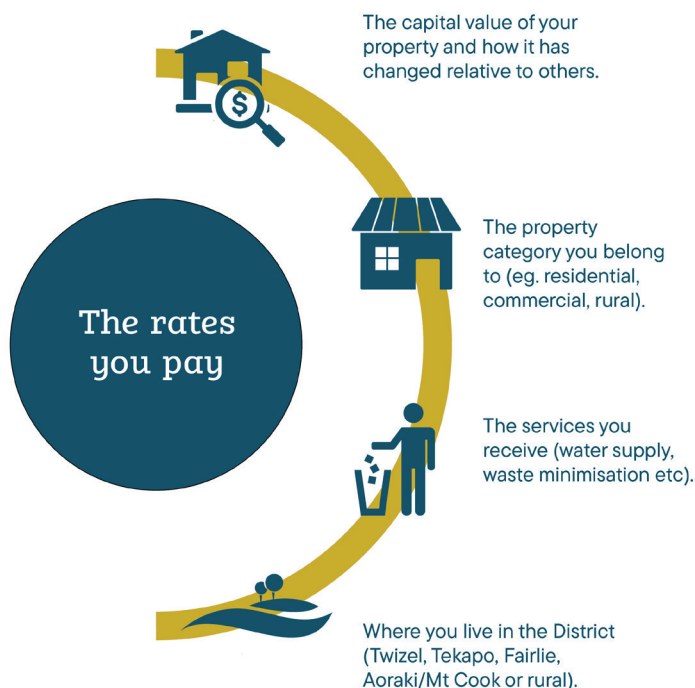 The capital value of your
property and how it has
changed relative to others.
$
The property
category you belong
to (eg. residential,
commercial, rural).
The rates
you pay
The services you
receive (water supply,
waste minimisation etc).
Where you live in the District
(Twizel, Tekapo, Fairlie,
Aoraki/Mt Cook or rural).